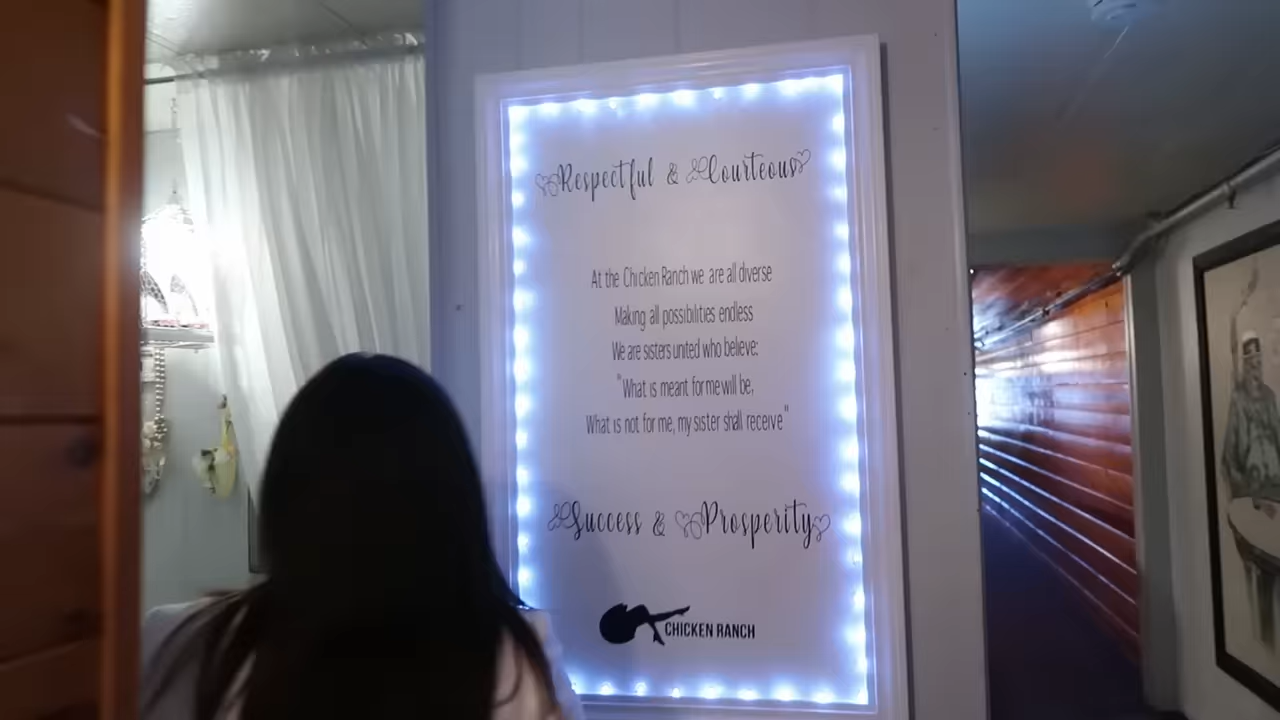 Respectful & Courteous
At the Chicken Ranch we are all diverse
Making all possibilities endless
We are sisters united who believe:
"What is meant for me will be,
What is not for me, my sister shall receive"
Success & Prosperity
CHICKEN RANCH